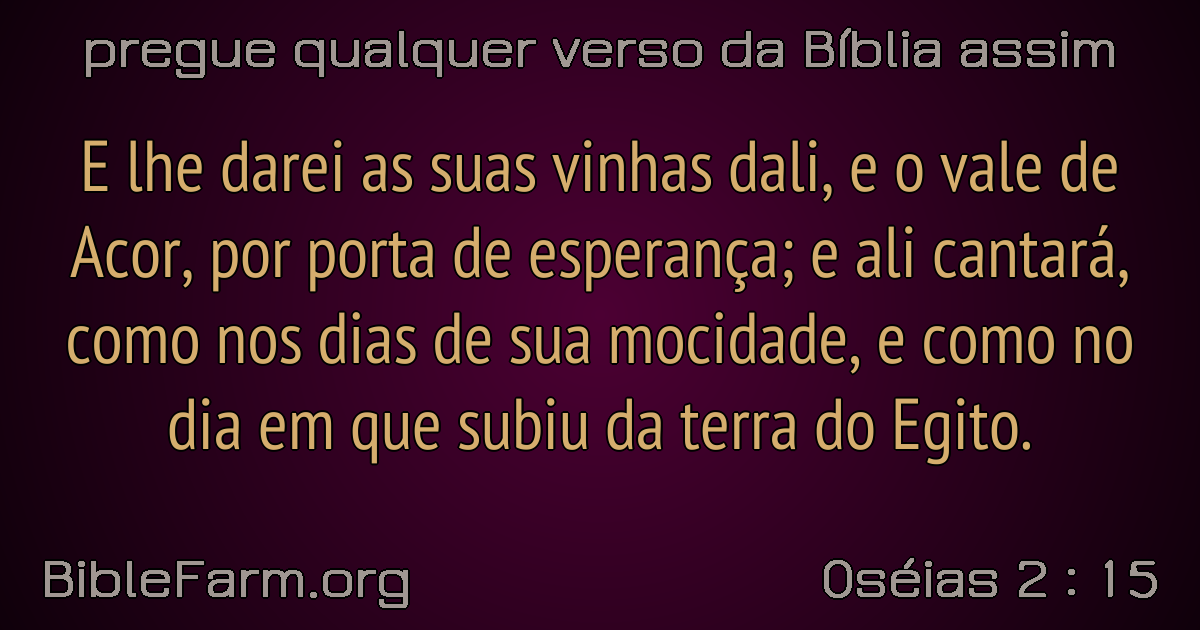 pregue qualquer verso da Bíblia assim
E lhe darei as suas vinhas dali, e o vale de
Acor, por porta de esperança; e ali cantará,
como nos dias de sua mocidade, e como no
dia em que subiu da terra do Egito.
BibleFarm.org
Oséias 2 : 15